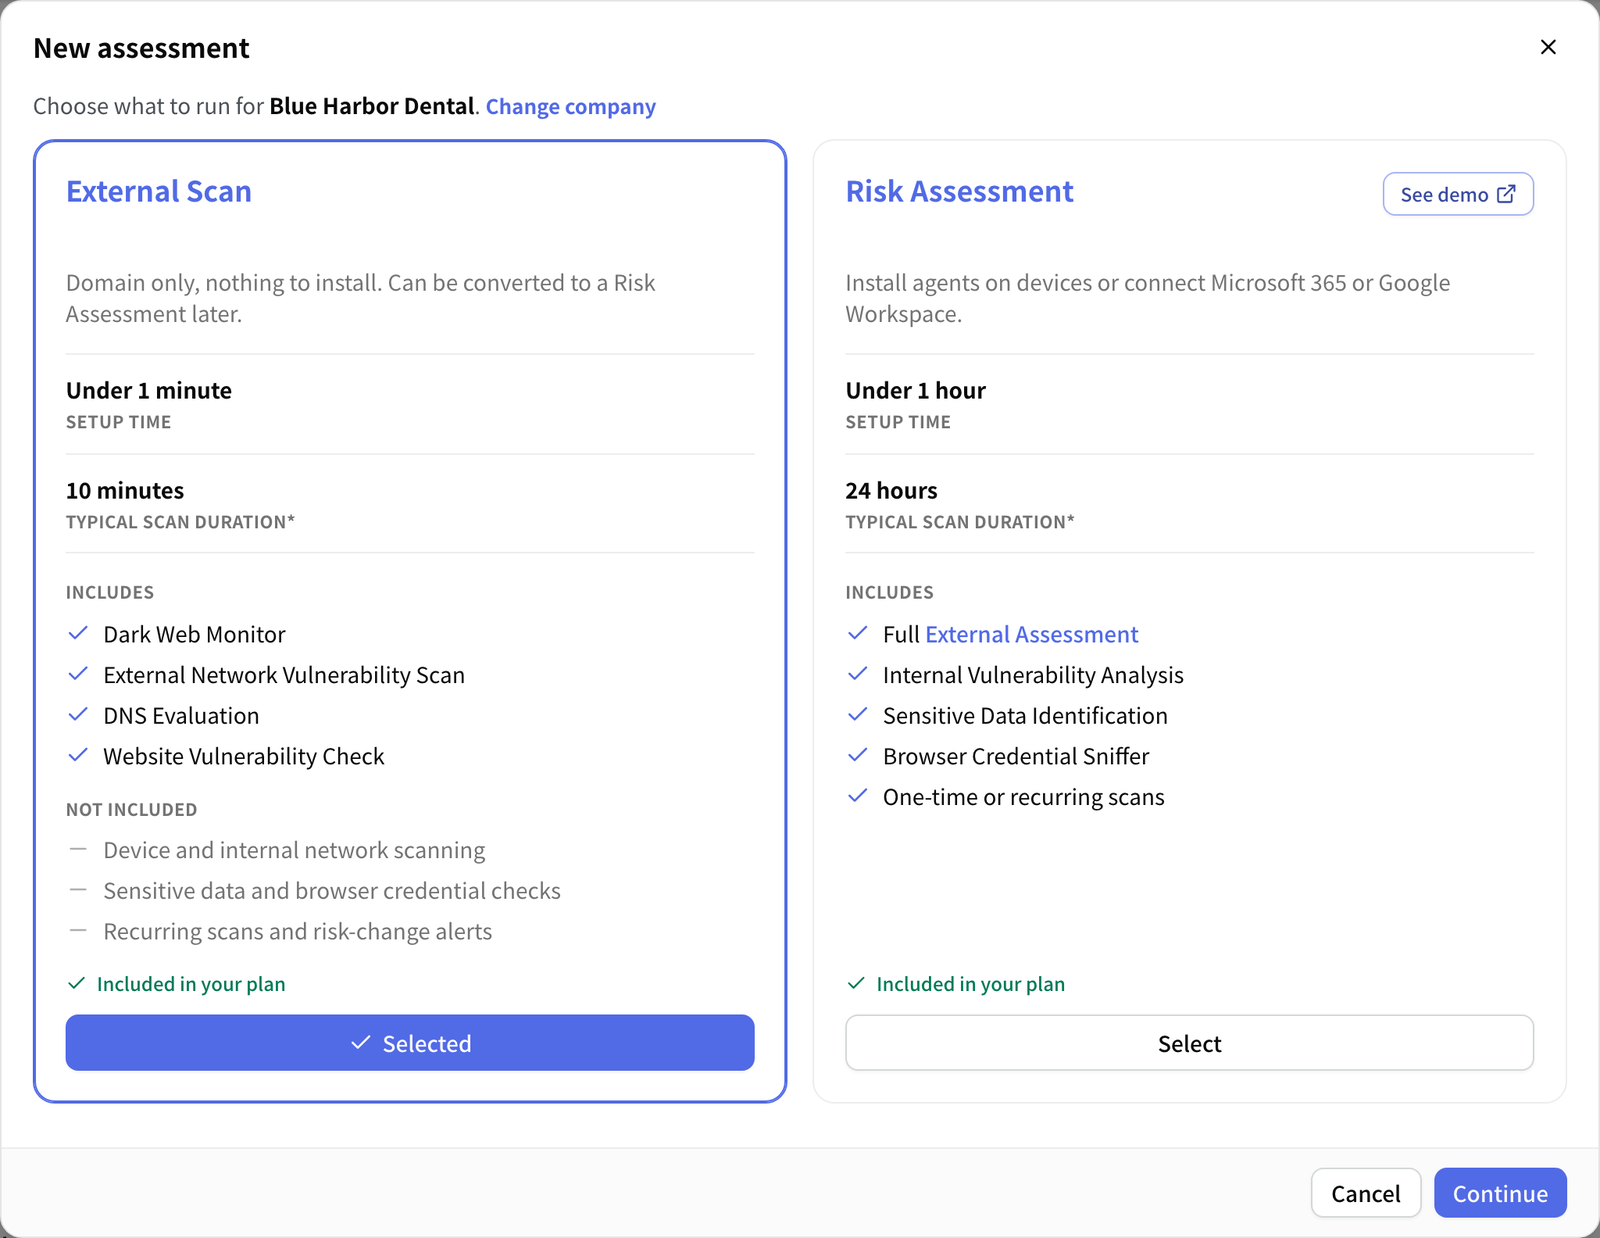 New assessment
Choose what to run for Blue Harbor Dental. Change company
External Scan
Domain only, nothing to install. Can be converted to a Risk
Assessment later.
Under 1 minute
SETUP TIME
10 minutes
TYPICAL SCAN DURATION*
INCLUDES
Dark Web Monitor
External Network Vulnerability Scan
DNS Evaluation
Website Vulnerability Check
NOT INCLUDED
Device and internal network scanning
Sensitive data and browser credential checks
Recurring scans and risk-change alerts
Included in your plan
Selected
Risk Assessment
See demo
Install agents on devices or connect Microsoft 365 or Google
Workspace.
Under 1 hour
SETUP TIME
24 hours
TYPICAL SCAN DURATION*
INCLUDES
Full External Assessment
Internal Vulnerability Analysis
Sensitive Data Identification
Browser Credential Sniffer
One-time or recurring scans
Included in your plan
Select
Cancel
Continue